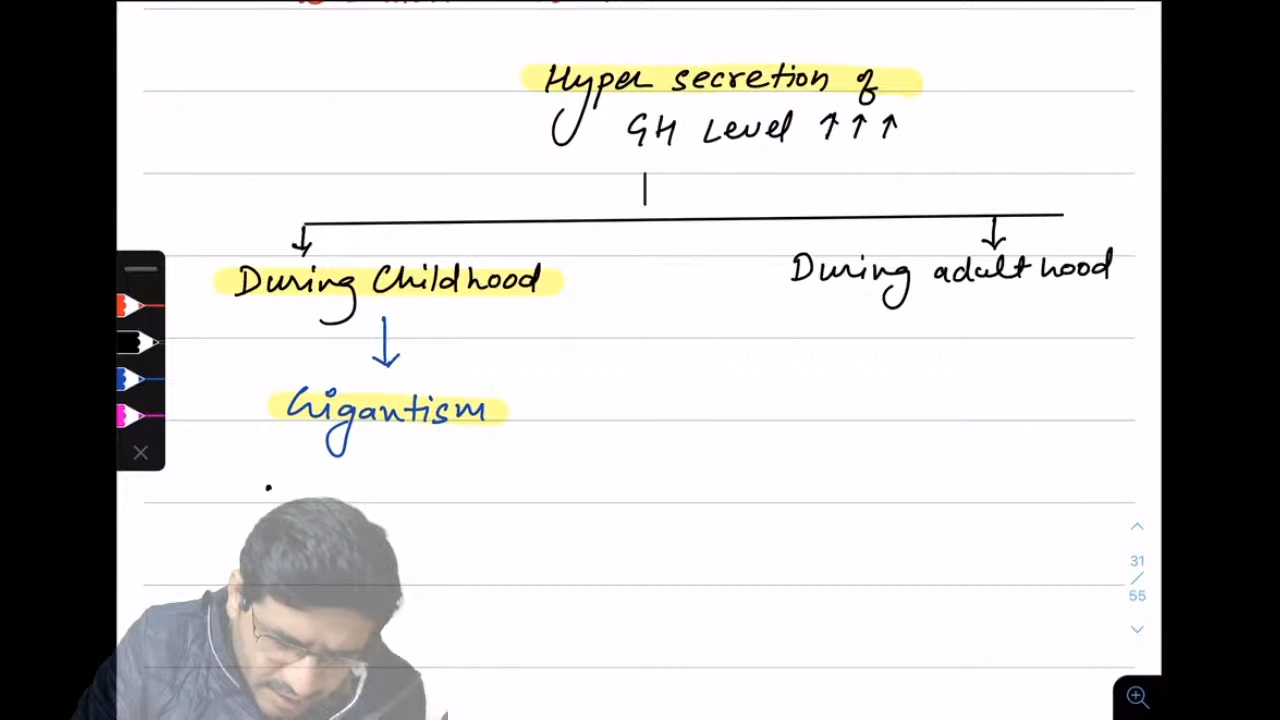 Hyper secretion of
GH Level ↑ ↑ ↑
During Childhood
During adulthood
Gigantism
31
/
55